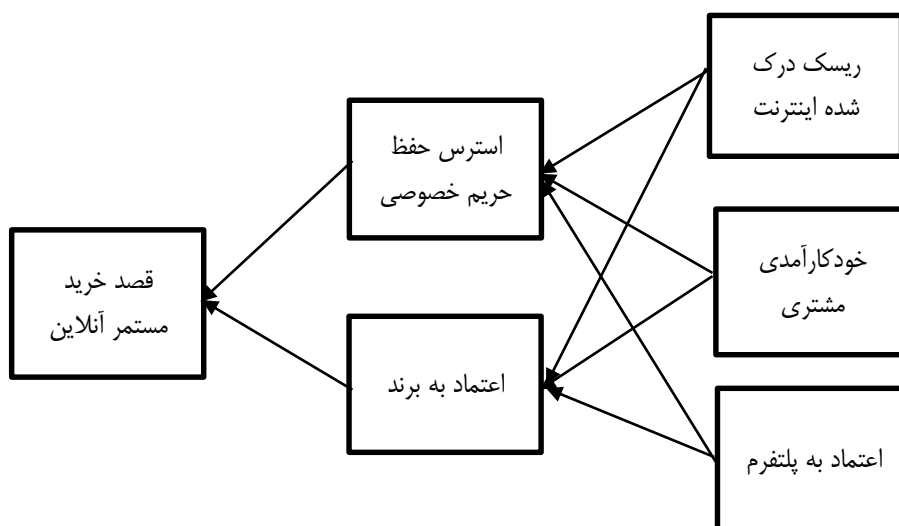 ریسک درک
شده اینترنت
خودکارآمدی
مشتری
اعتماد به پلتفرم
استرس حفظ
حریم خصوصی
اعتماد به برند
قصد خرید
مستمر آنلاین